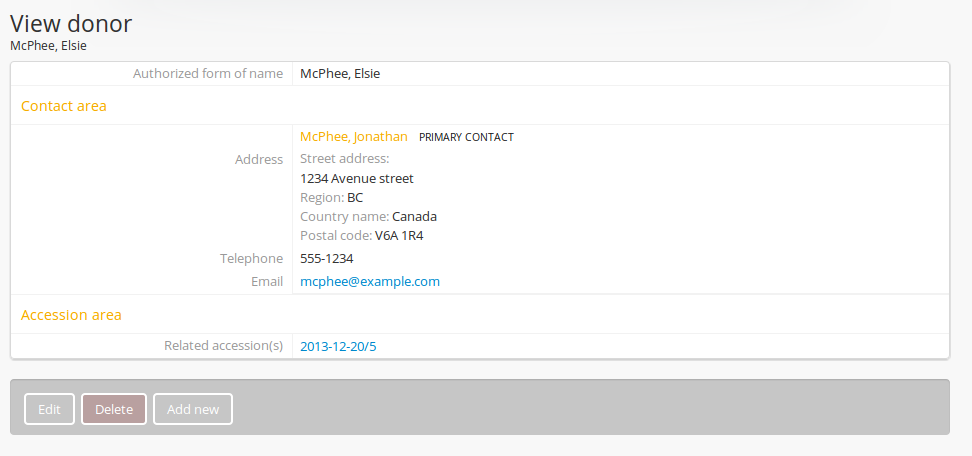 View donor
McPhee, Elsie
Authorized form of name McPhee, Elsie
Contact area
McPhee, Jonathan PRIMARY CONTACT
Address Street address:
1234 Avenue street
Region: BC
Country name: Canada
Postal code: V6A 1R4
Telephone 555-1234
Email mcphee@example.com
Accession area
Related accession(s) 2013-12-20/5
Edit Delete Add new